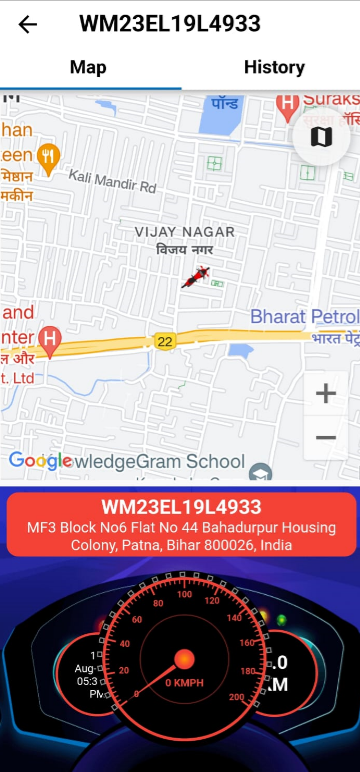 WM23EL19L4933
Map
History
पॉन्ड
Suraks
han
een
मिष्ठान
मकीन
Kali Mandir Rd
VIJAY NAGAR
विजय नगर
and
nter
ल और
t. Ltd
Bharat Petrol
भारत पेट्र
22
+
−
Google
wledgeGram School
WM23EL19L4933
MF3 Block No6 Flat No 44 Bahadurpur Housing
Colony, Patna, Bihar 800026, India
0
20
40
60
80
100
120
140
160
180
200
0 KMPH
1
Aug-
05:3
PM
.0